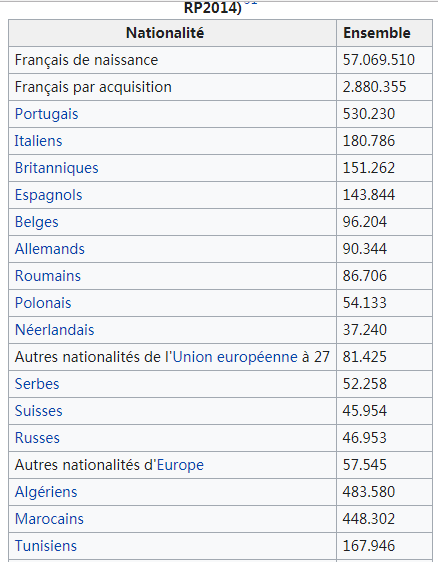 RP2014)
Nationalité Ensemble
Français de naissance 57.069.510
Français par acquisition 2.880.355
Portugais 530.230
Italiens 180.786
Britanniques 151.262
Espagnols 143.844
Belges 96.204
Allemands 90.344
Roumains 86.706
Polonais 54.133
Néerlandais 37.240
Autres nationalités de l'Union européenne à 27 81.425
Serbes 52.258
Suisses 45.954
Russes 46.953
Autres nationalités d'Europe 57.545
Algériens 483.580
Marocains 448.302
Tunisiens 167.946